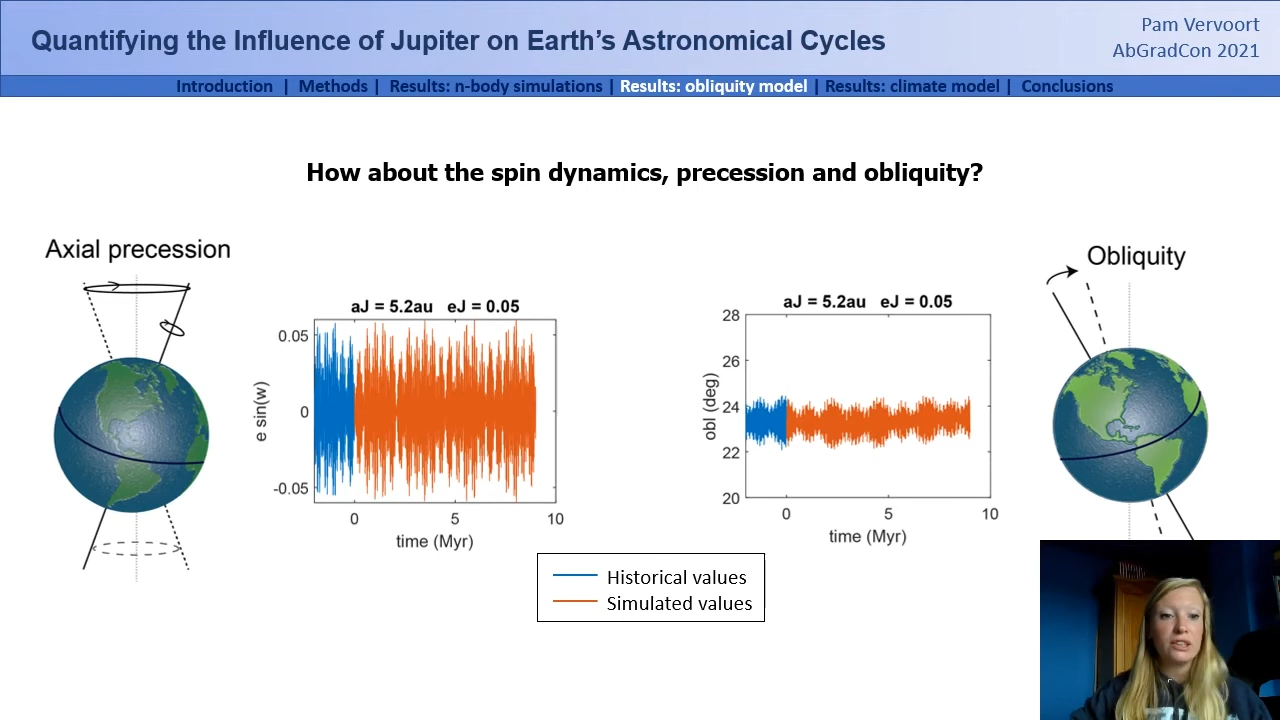 Quantifying the Influence of Jupiter on Earth’s Astronomical Cycles
Pam Vervoort
AbGradCon 2021
Introduction | Methods | Results: n-body simulations | Results: obliquity model | Results: climate model | Conclusions
How about the spin dynamics, precession and obliquity?
Axial precession
aJ = 5.2au eJ = 0.05
0.05
0
-0.05
e sin(w)
0 5 10
time (Myr)
aJ = 5.2au eJ = 0.05
28
26
24
22
20
obl (deg)
0 5 10
time (Myr)
Obliquity
Historical values
Simulated values